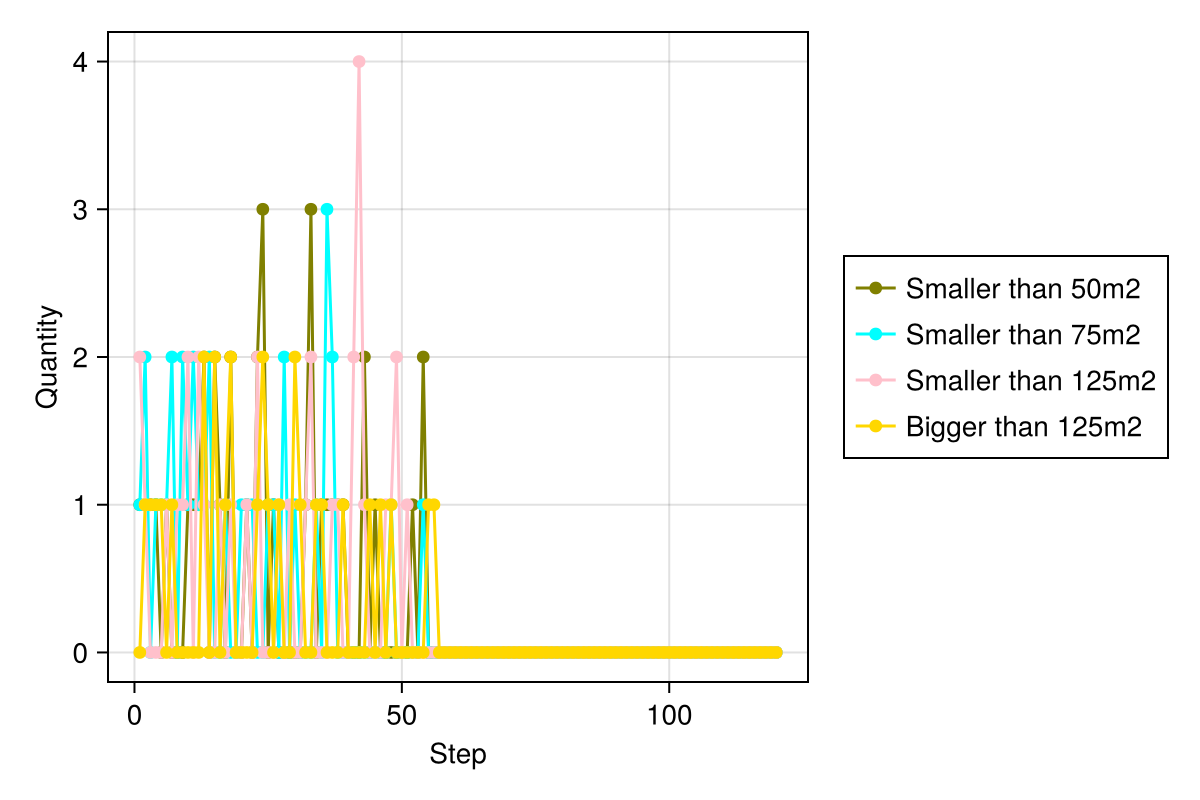 4
3
2
1
0
Quantity
0 50 100
Step
Smaller than 50m2
Smaller than 75m2
Smaller than 125m2
Bigger than 125m2